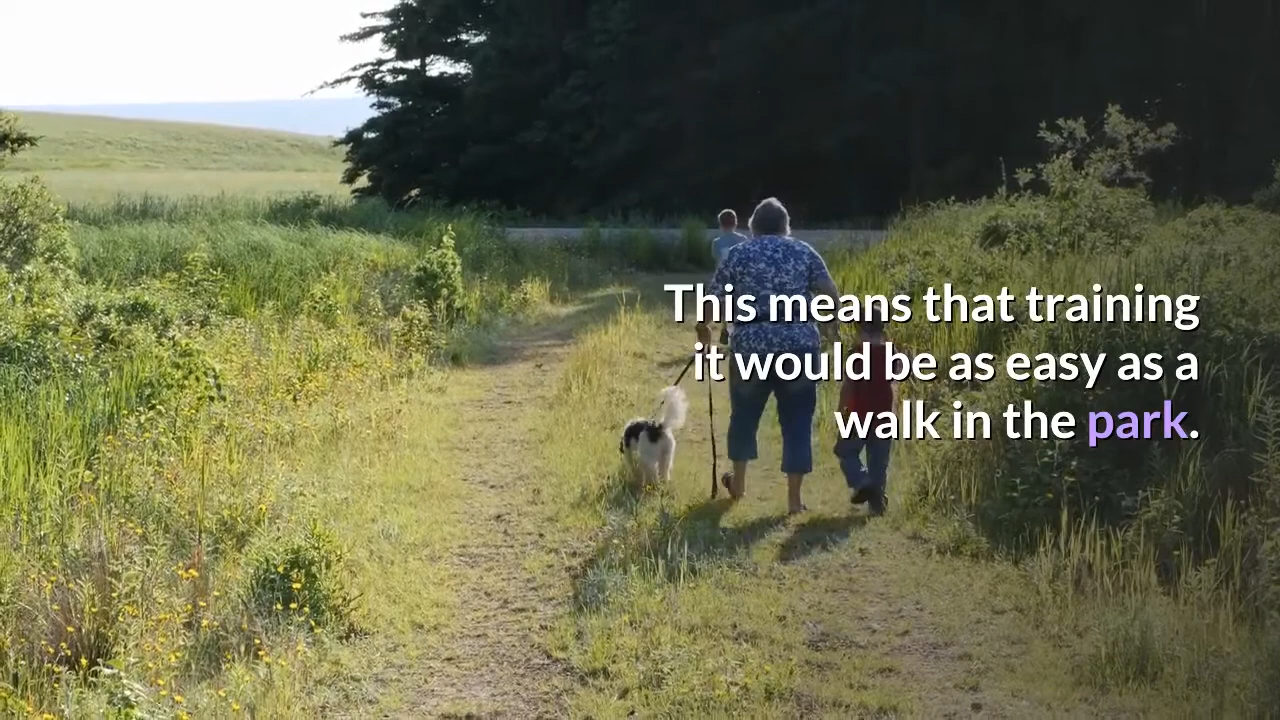 This means that training
it would be as easy as a
walk in the park.